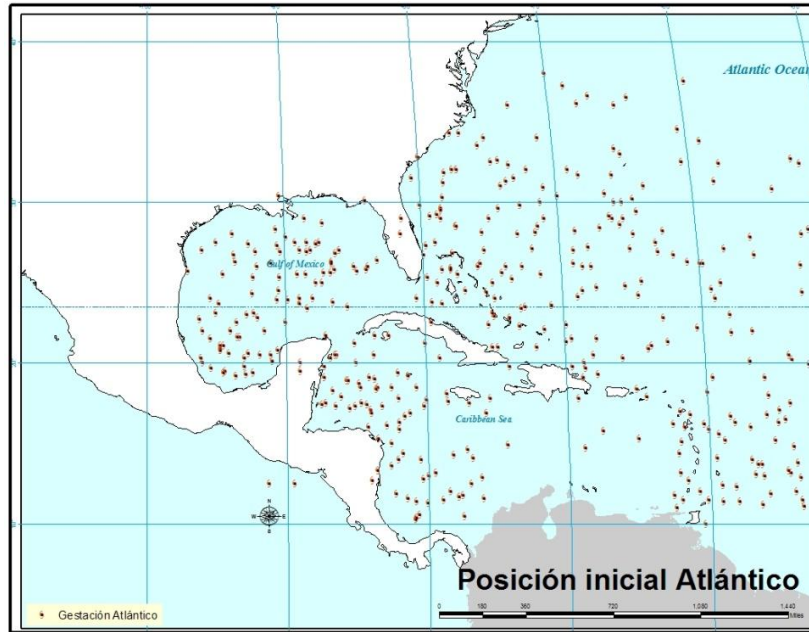 Atlantic Ocea
Gulf of Mexico
Caribbean Sea
N
W E
S
Posición inicial Atlántico
Gestación Atlántico
0 180 360 720 1,080 1,440
Miles